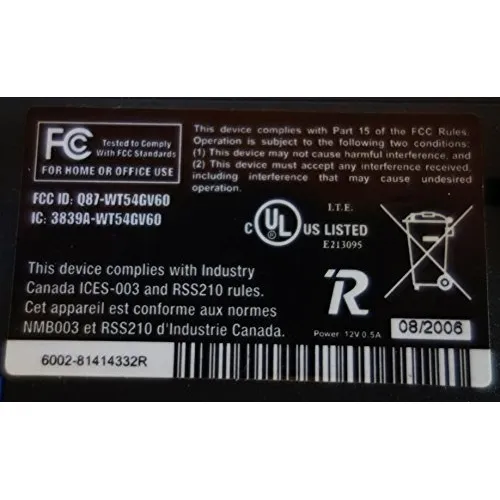 FC Tested to Comply
With FCC Standards
FOR HOME OR OFFICE USE
This device complies with Part 15 of the FCC Rules.
Operation is subject to the following two conditions:
(1) This device may not cause harmful interference, and
(2) This device must accept any interference received,
including interference that may cause undesired
operation.
FCC ID: Q87-WT54GV60
IC: 3839A-WT54GV60
I.T.E.
C UL US LISTED
E213095
This device complies with Industry
Canada ICES-003 and RSS210 rules.
Cet appareil est conforme aux normes
NMB003 et RSS210 d'Industrie Canada.
R
Power 12V 0.5A
08/2006
6002-81414332R